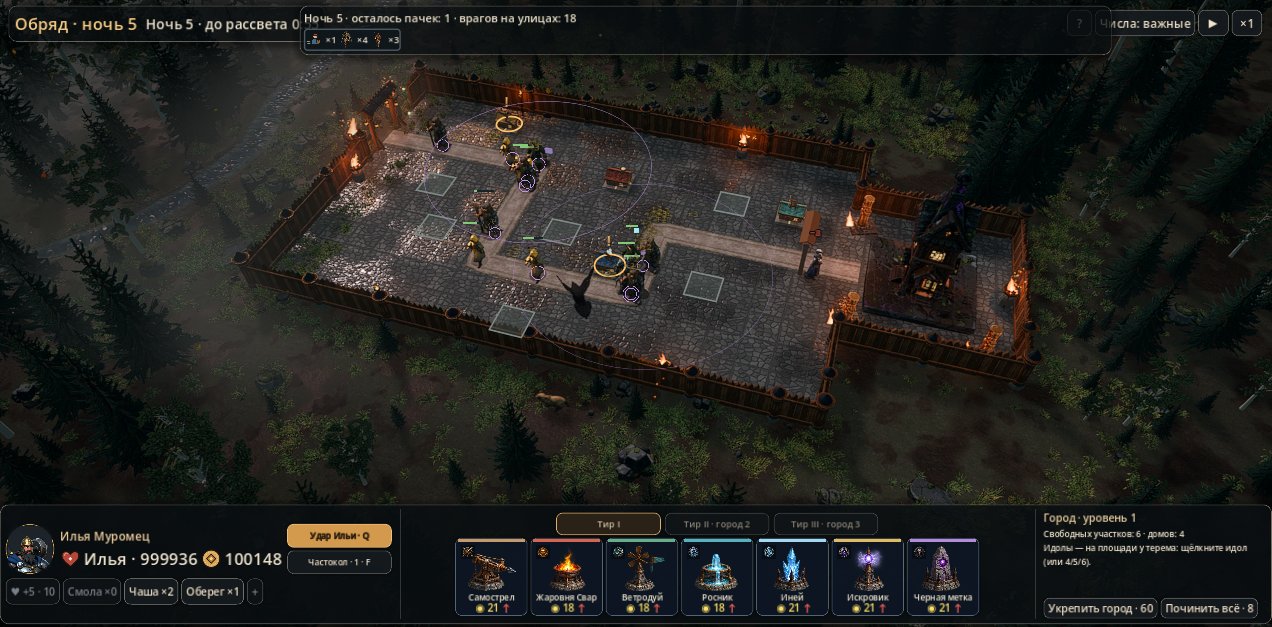 Обряд · ночь 5
Ночь 5 · до рассвета 0
Ночь 5 · осталось пачек: 1 · врагов на улицах: 18
×1 ×4 ×3
?
Числа: важные
▶
×1
Илья Муромец
Илья · 999936 100148
Удар Ильи · Q
Частокол · 1 · F
♥ +5 · 10
Смола ×0
Чаша ×2
Оберег ×1
+
Тир I
Тир II · город 2
Тир III · город 3
Самострел
21 ↑
Жаровня Свар
18 ↑
Ветродуй
18 ↑
Росник
18 ↑
Иней
21 ↑
Искровик
21 ↑
Черная метка
21 ↑
Город · уровень 1
Свободных участков: 6 · домов: 4
Идолы — на площади у терема: щёлкните идол
(или 4/5/6).
Укрепить город · 60
Починить всё · 8